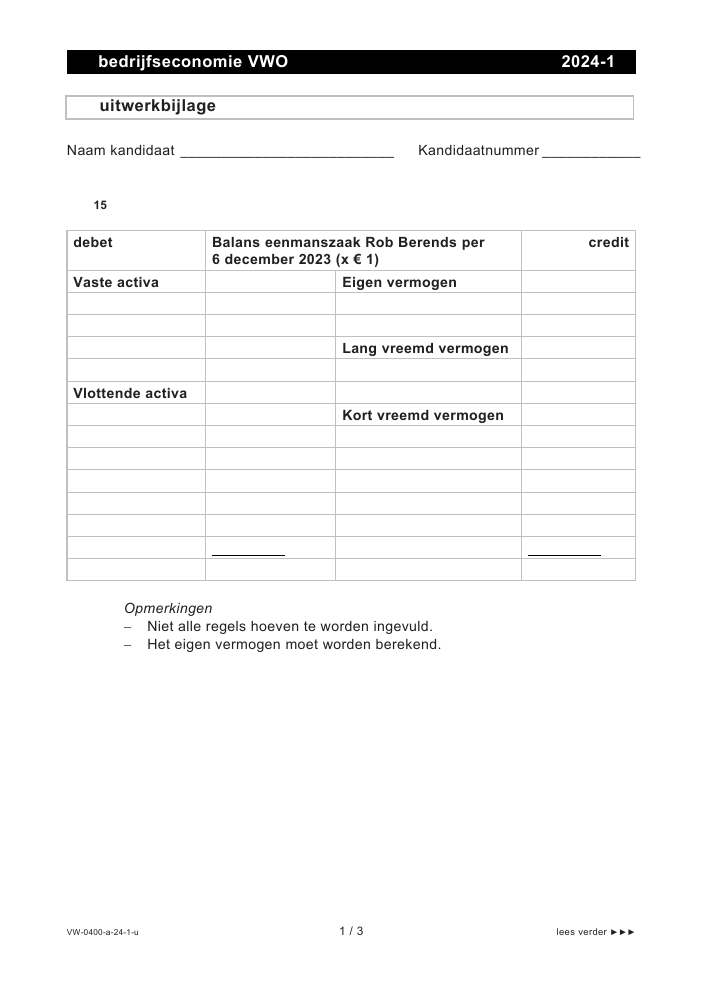 bedrijfseconomie VWO 2024-1
uitwerkbijlage
Naam kandidaat __________________________ Kandidaatnummer ____________
15
debet Balans eenmanszaak Rob Berends per credit
6 december 2023 (x € 1)
Vaste activa Eigen vermogen
Lang vreemd vermogen
Vlottende activa
Kort vreemd vermogen
Opmerkingen
– Niet alle regels hoeven te worden ingevuld.
– Het eigen vermogen moet worden berekend.
VW-0400-a-24-1-u 1 / 3 lees verder ►►►